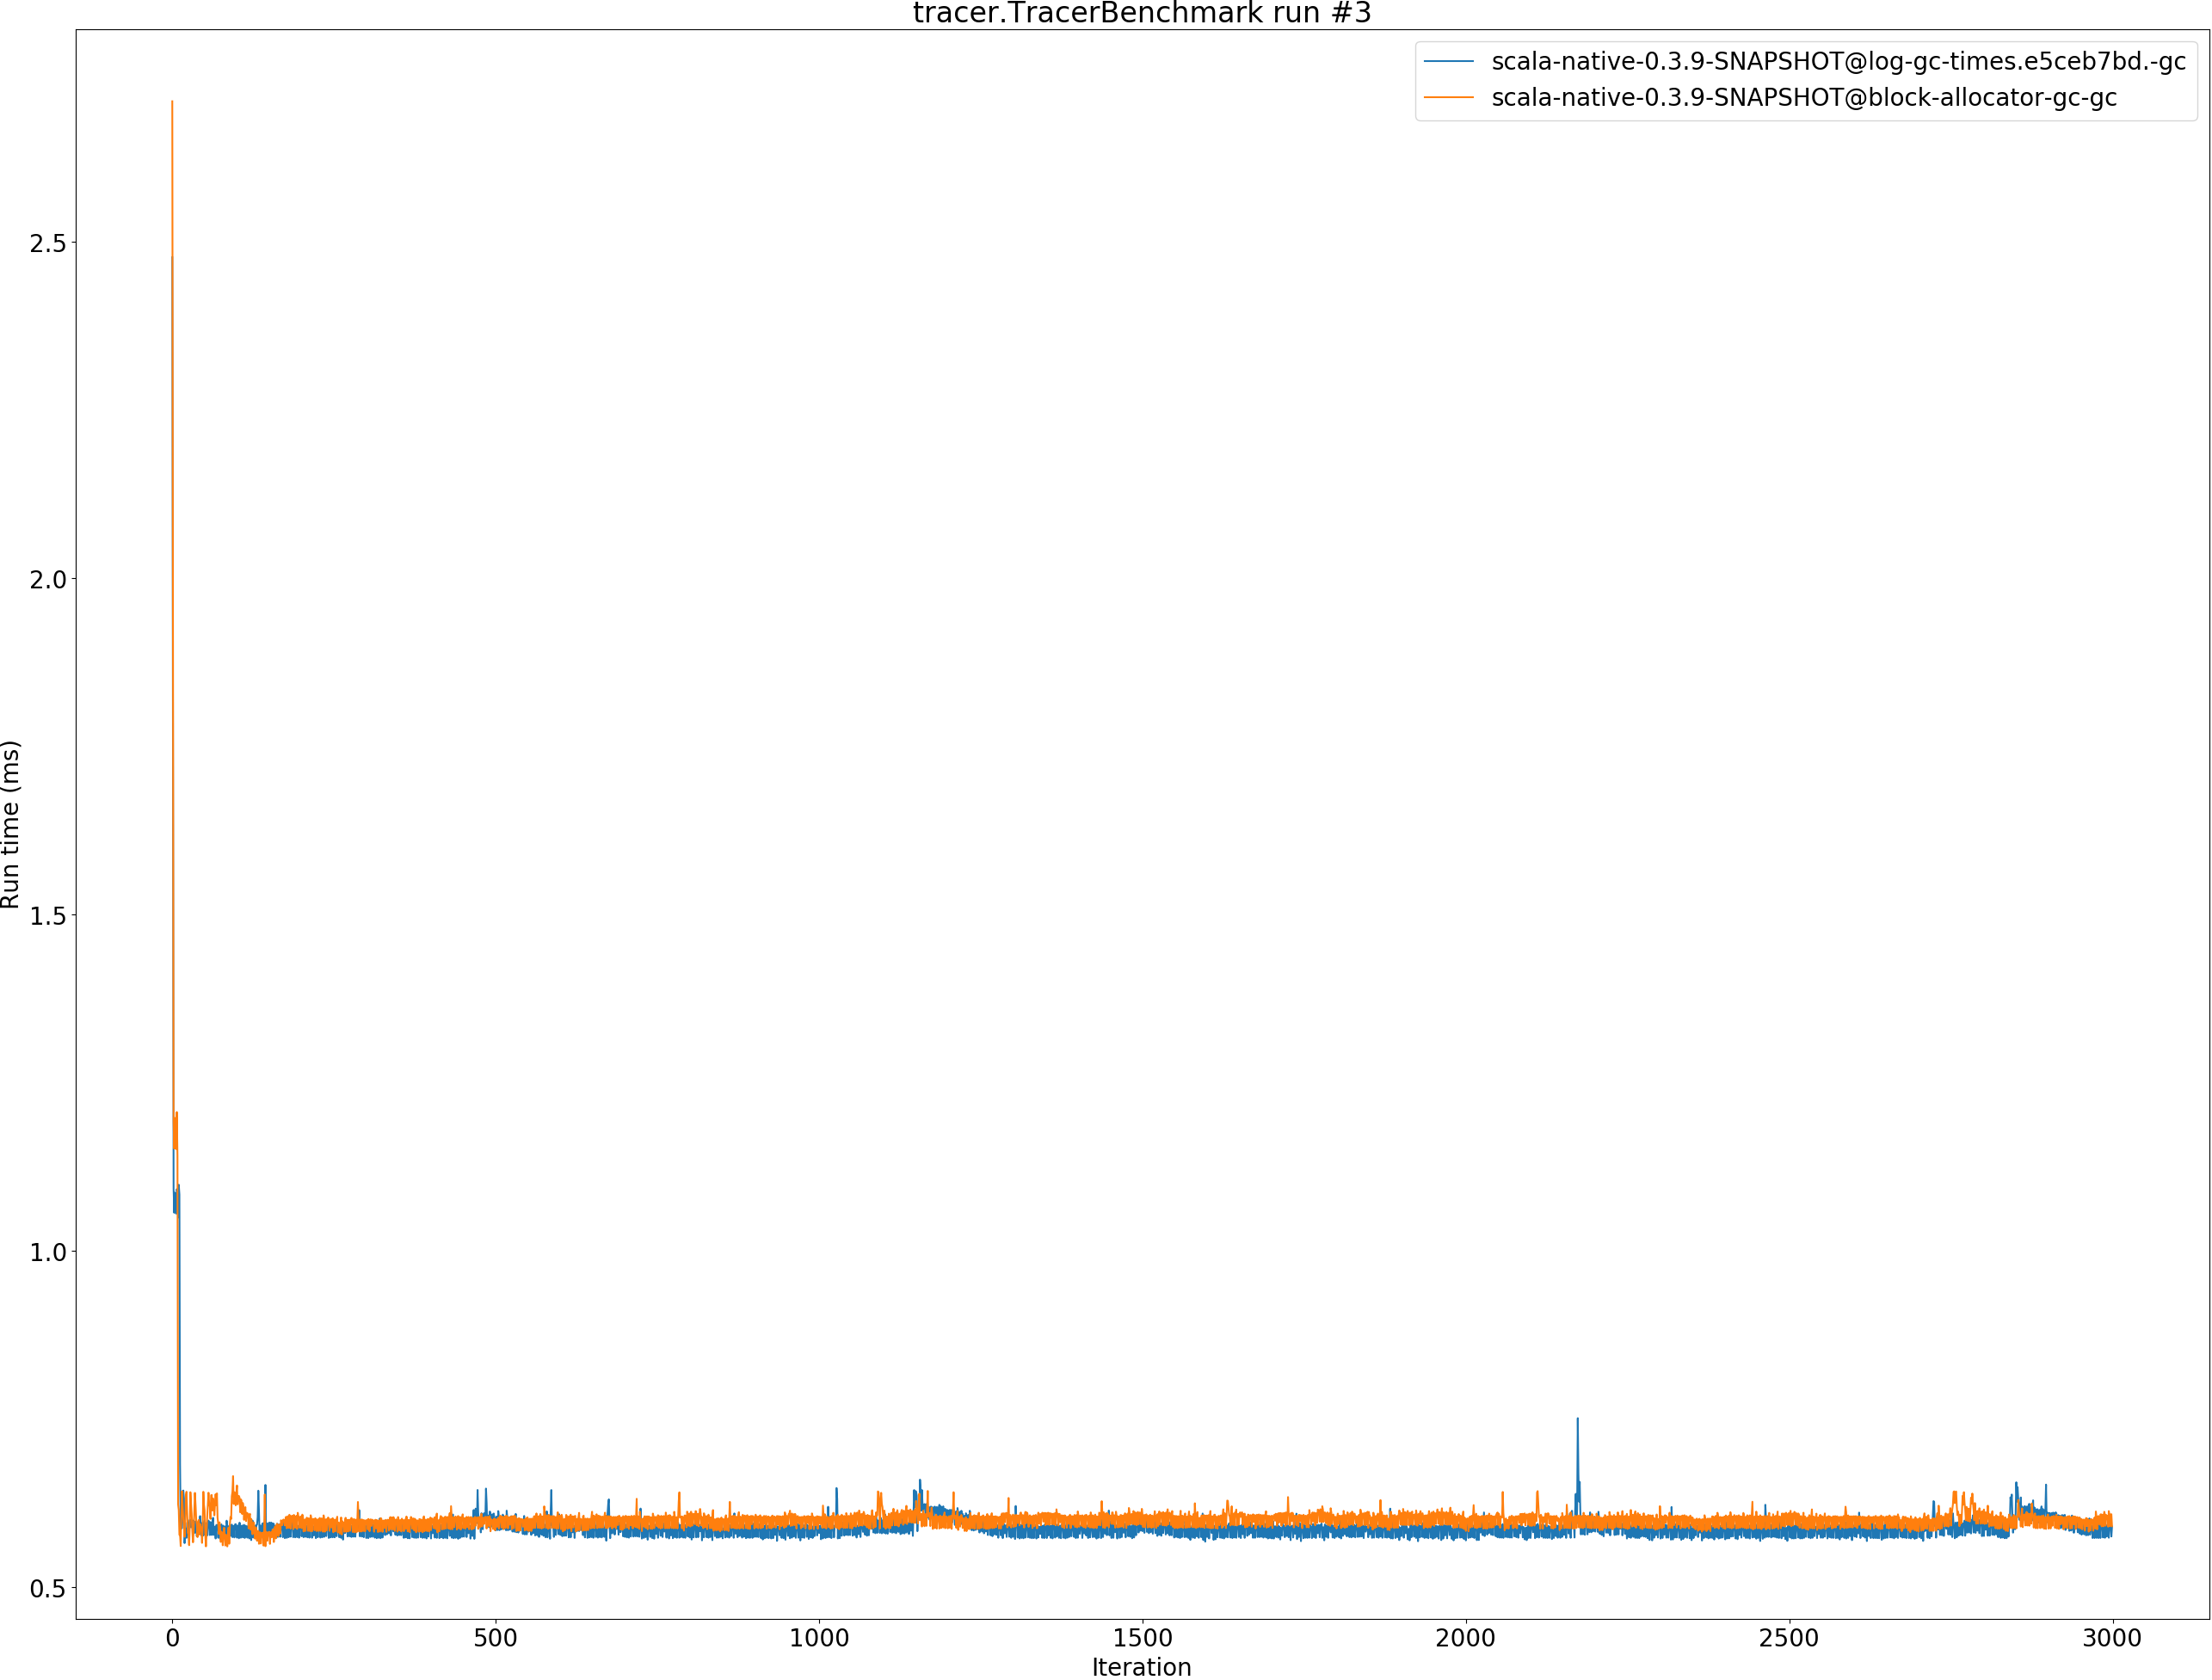 tracer.TracerBenchmark run #3
scala-native-0.3.9-SNAPSHOT@log-gc-times.e5ceb7bd.-gc
scala-native-0.3.9-SNAPSHOT@block-allocator-gc-gc
Run time (ms)
2.5
2.0
1.5
1.0
0.5
0
500
1000
1500
2000
2500
3000
Iteration